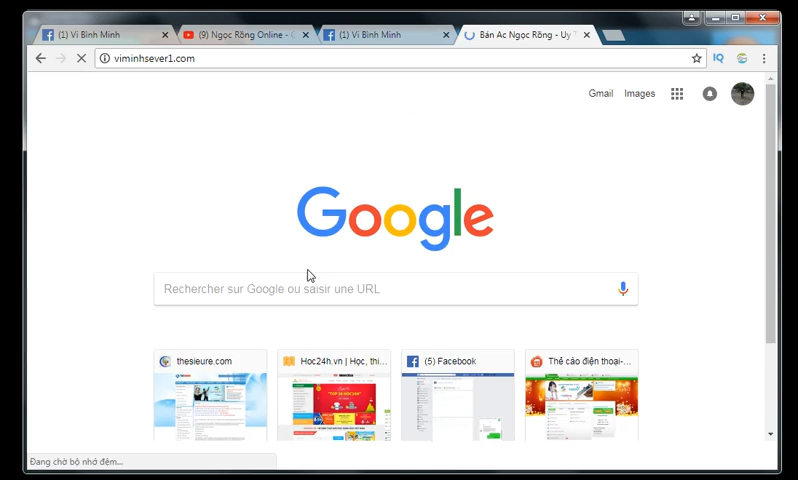 (1) Vi Bình Minh
(9) Ngọc Rồng Online - (
(1) Vi Bình Minh
Bán Ac Ngọc Rồng - Uy T
viminhsever1.com
Gmail
Images
Google
Rechercher sur Google ou saisir une URL
thesieure.com
Hoc24h.vn | Học, thi...
(5) Facebook
Thẻ cào điện thoại-...
Đang chờ bộ nhớ đệm...